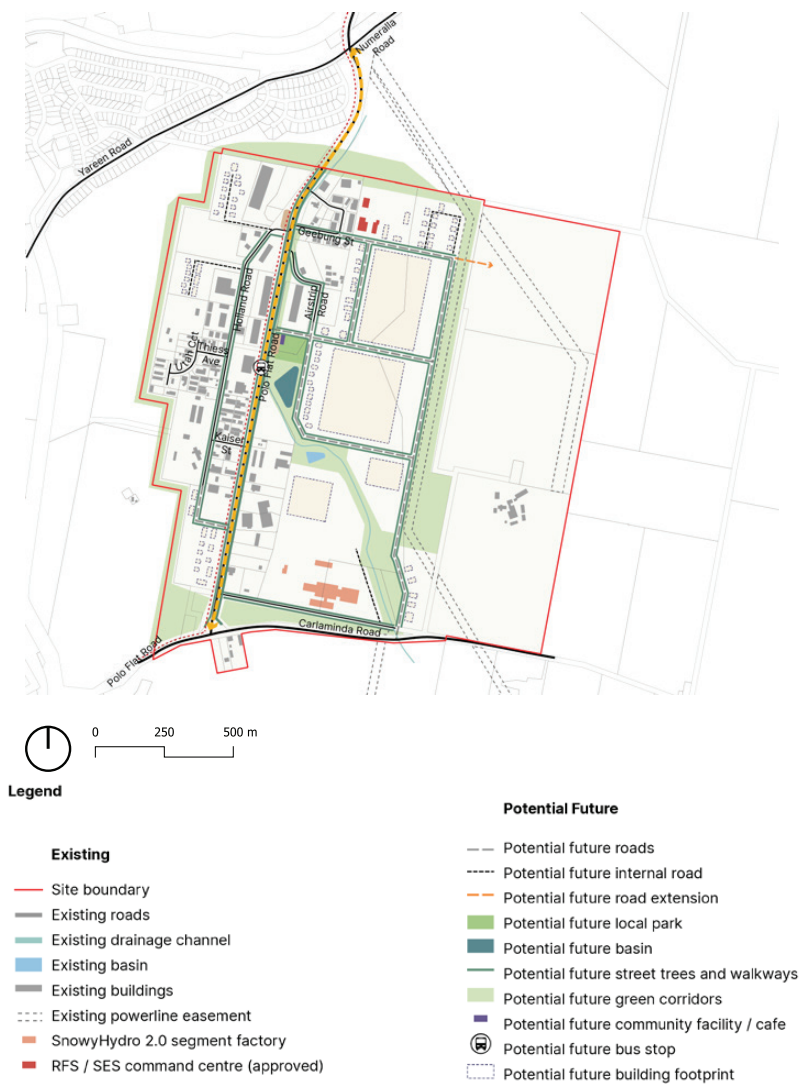 Numeralla
Road
Yareen Road
Geebung St
Holland Road
Airstrip
Road
Utah Cct
Thiess
Ave
Polo Flat Road
Kaiser
St
Carlaminda Road
Polo Flat Road
0 250 500 m
Legend
Existing
Site boundary
Existing roads
Existing drainage channel
Existing basin
Existing buildings
Existing powerline easement
SnowyHydro 2.0 segment factory
RFS / SES command centre (approved)
Potential Future
Potential future roads
Potential future internal road
Potential future road extension
Potential future local park
Potential future basin
Potential future street trees and walkways
Potential future green corridors
Potential future community facility / cafe
Potential future bus stop
Potential future building footprint